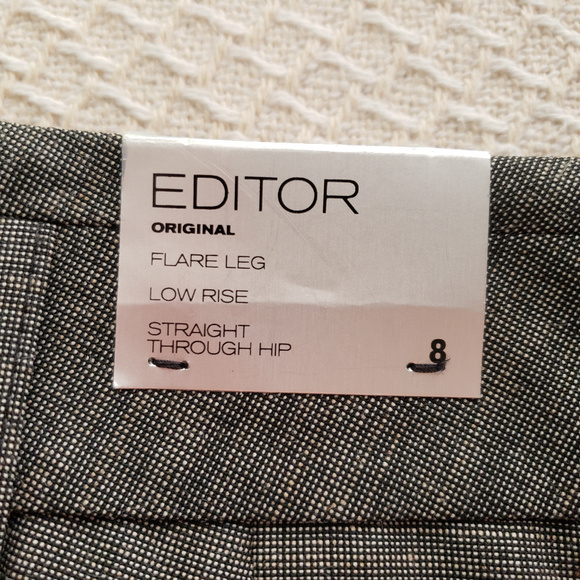 EDITOR
ORIGINAL
FLARE LEG
LOW RISE
STRAIGHT
THROUGH HIP
8